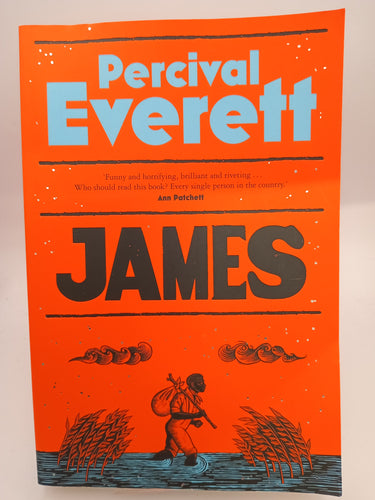 Percival
Everett
‘Funny and horrifying, brilliant and riveting . . .
Who should read this book? Every single person in the country.’
Ann Patchett
JAMES